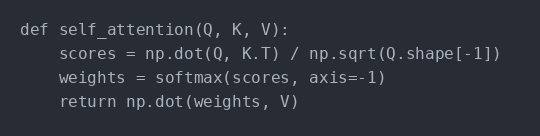 def self_attention(Q, K, V):
    scores = np.dot(Q, K.T) / np.sqrt(Q.shape[-1])
    weights = softmax(scores, axis=-1)
    return np.dot(weights, V)